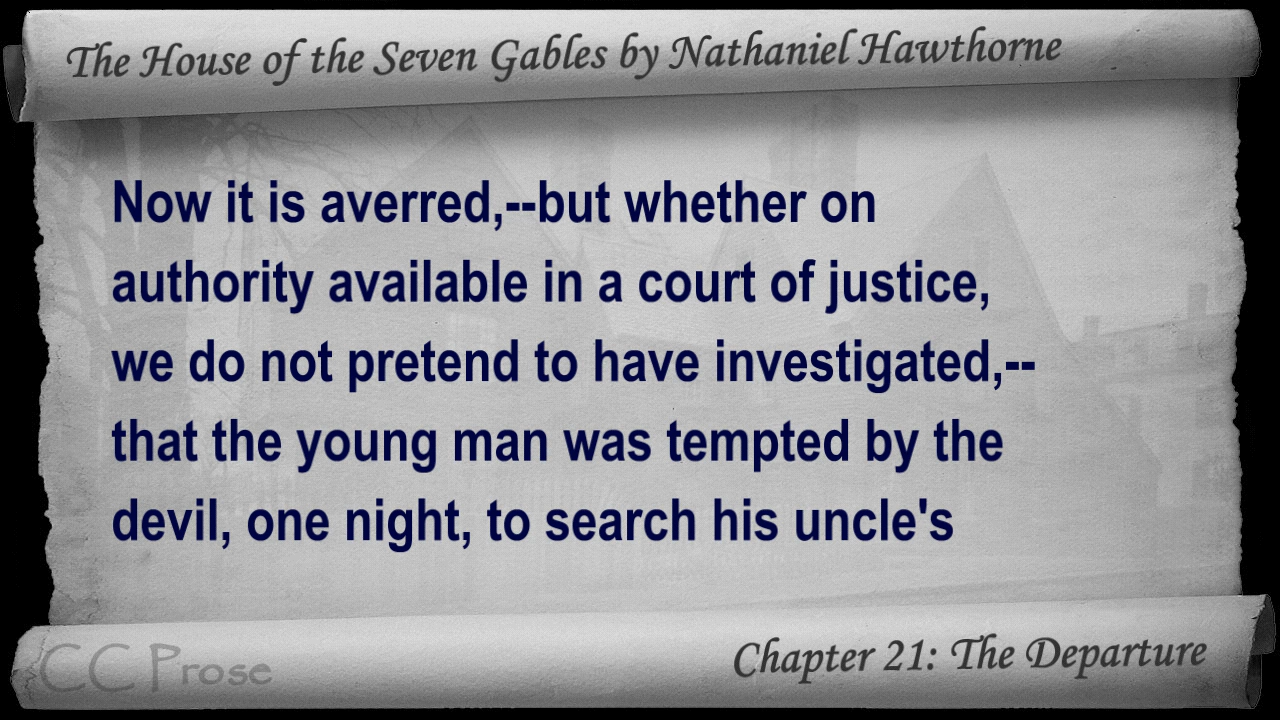 The House of the Seven Gables by Nathaniel Hawthorne
Now it is averred,--but whether on
authority available in a court of justice,
we do not pretend to have investigated,--
that the young man was tempted by the
devil, one night, to search his uncle's
CC Prose
Chapter 21: The Departure